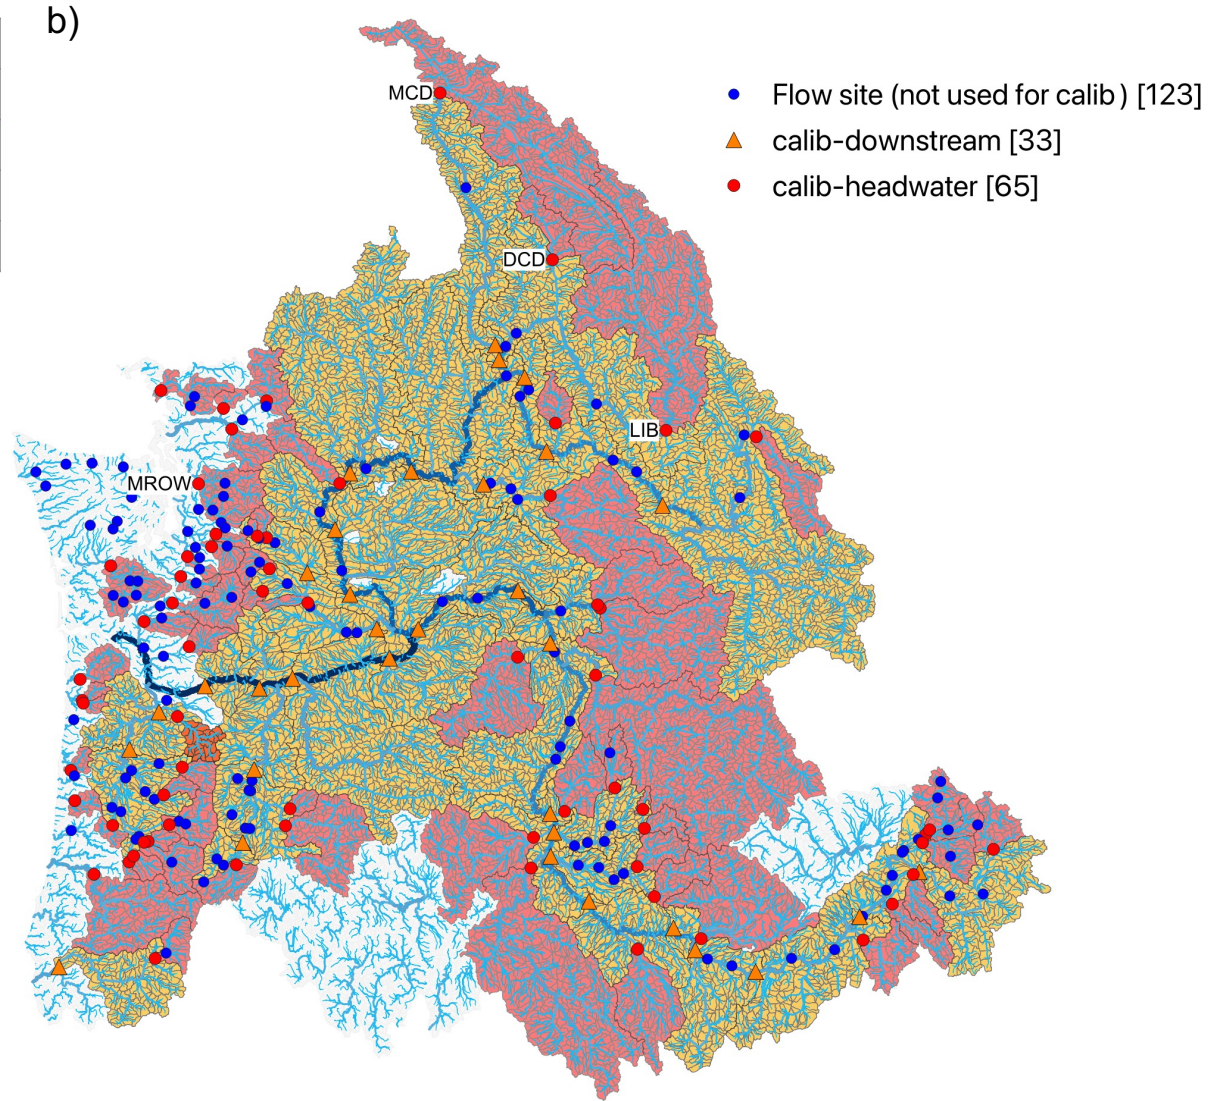 b)
MCD
Flow site (not used for calib) [123]
calib-downstream [33]
calib-headwater [65]
DCD
LIB
MROW